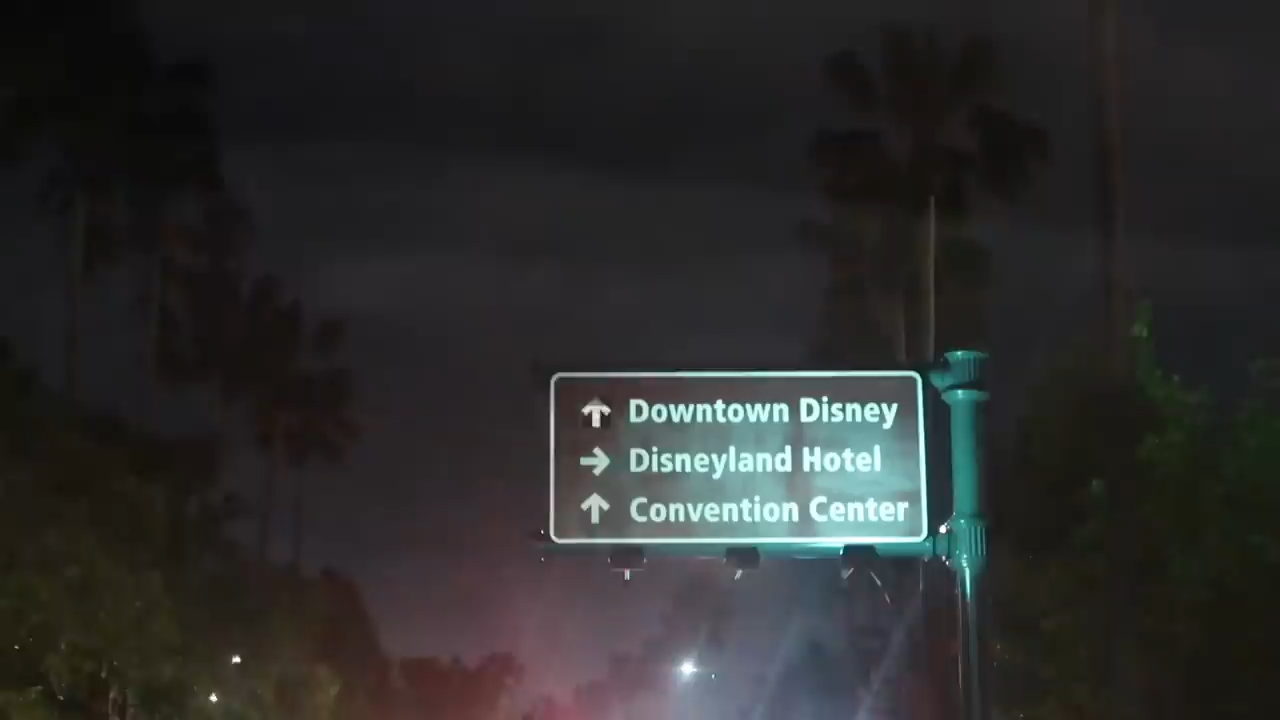 ↑ Downtown Disney
→ Disneyland Hotel
↑ Convention Center